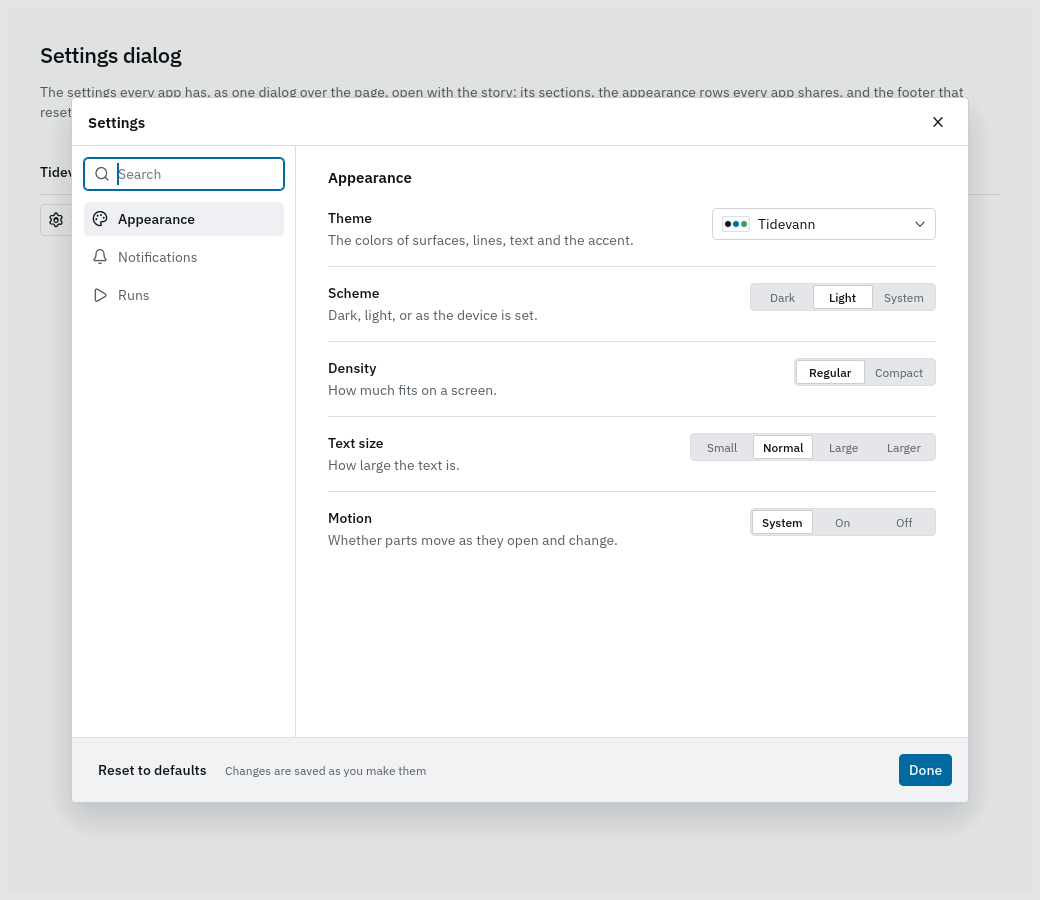 Settings dialog
The settings every app has, as one dialog over the page, open with the story: its sections, the appearance rows every app shares, and the footer that
reset
Settings
Search
Appearance
Notifications
Runs
Appearance
Theme
The colors of surfaces, lines, text and the accent.
Tidevann
Scheme
Dark, light, or as the device is set.
Dark Light System
Density
How much fits on a screen.
Regular Compact
Text size
How large the text is.
Small Normal Large Larger
Motion
Whether parts move as they open and change.
System On Off
Reset to defaults
Changes are saved as you make them
Done